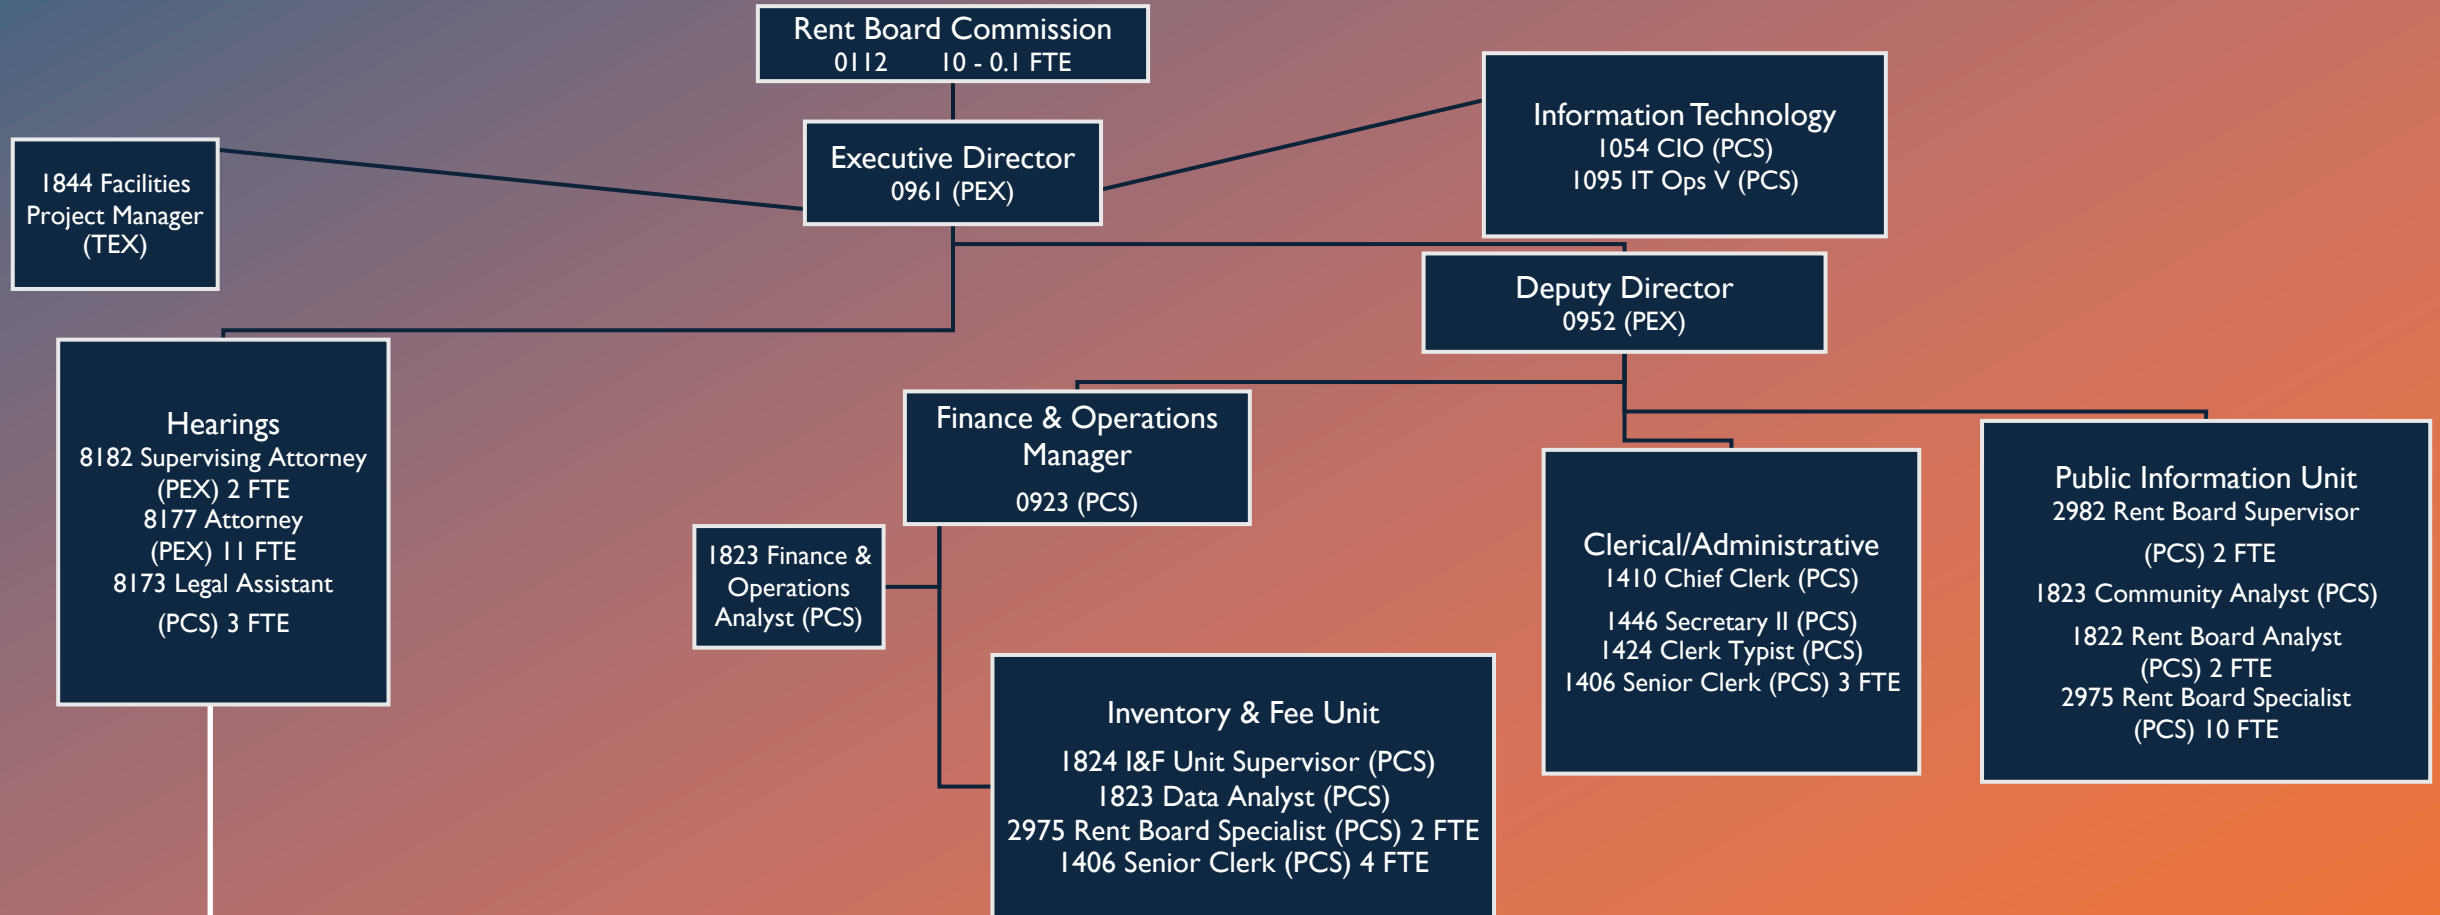 Rent Board Commission
0112 10 - 0.1 FTE
Executive Director
0961 (PEX)
Information Technology
1054 CIO (PCS)
1095 IT Ops V (PCS)
1844 Facilities
Project Manager
(TEX)
Deputy Director
0952 (PEX)
Hearings
8182 Supervising Attorney
(PEX) 2 FTE
8177 Attorney
(PEX) 11 FTE
8173 Legal Assistant
(PCS) 3 FTE
Finance & Operations
Manager
0923 (PCS)
1823 Finance &
Operations
Analyst (PCS)
Inventory & Fee Unit
1824 I&F Unit Supervisor (PCS)
1823 Data Analyst (PCS)
2975 Rent Board Specialist (PCS) 2 FTE
1406 Senior Clerk (PCS) 4 FTE
Clerical/Administrative
1410 Chief Clerk (PCS)
1446 Secretary II (PCS)
1424 Clerk Typist (PCS)
1406 Senior Clerk (PCS) 3 FTE
Public Information Unit
2982 Rent Board Supervisor
(PCS) 2 FTE
1823 Community Analyst (PCS)
1822 Rent Board Analyst
(PCS) 2 FTE
2975 Rent Board Specialist
(PCS) 10 FTE